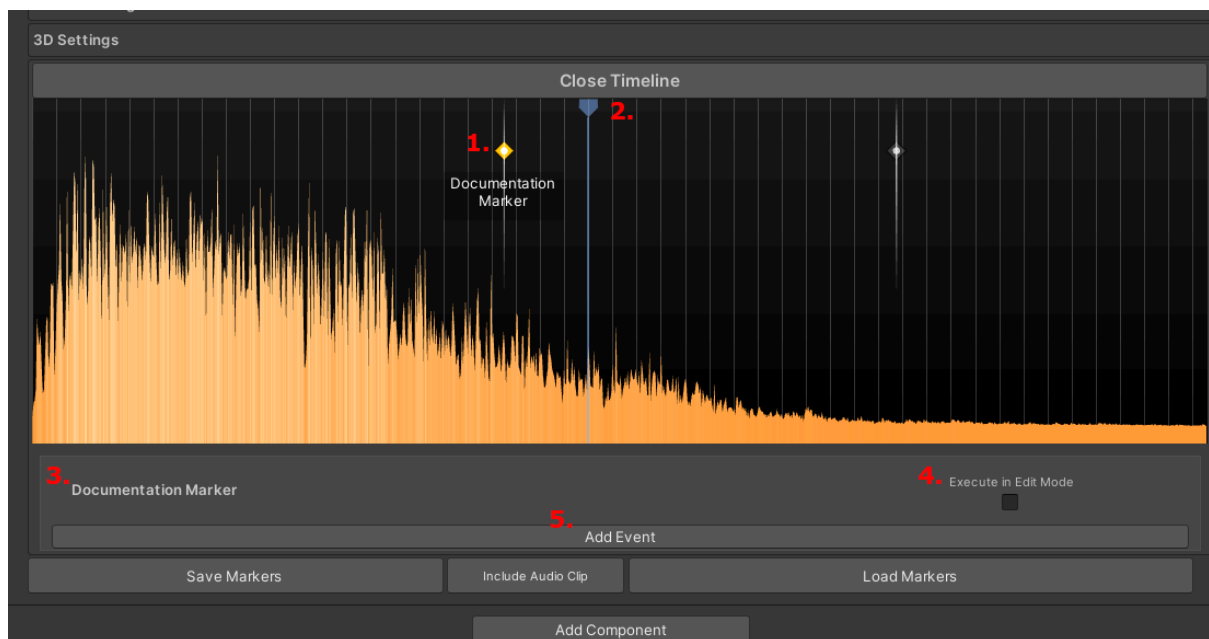 3D Settings
Close Timeline
2.
1.
Documentation
Marker
3.
Documentation Marker
4.
Execute in Edit Mode
5.
Add Event
Save Markers
Include Audio Clip
Load Markers
Add Component